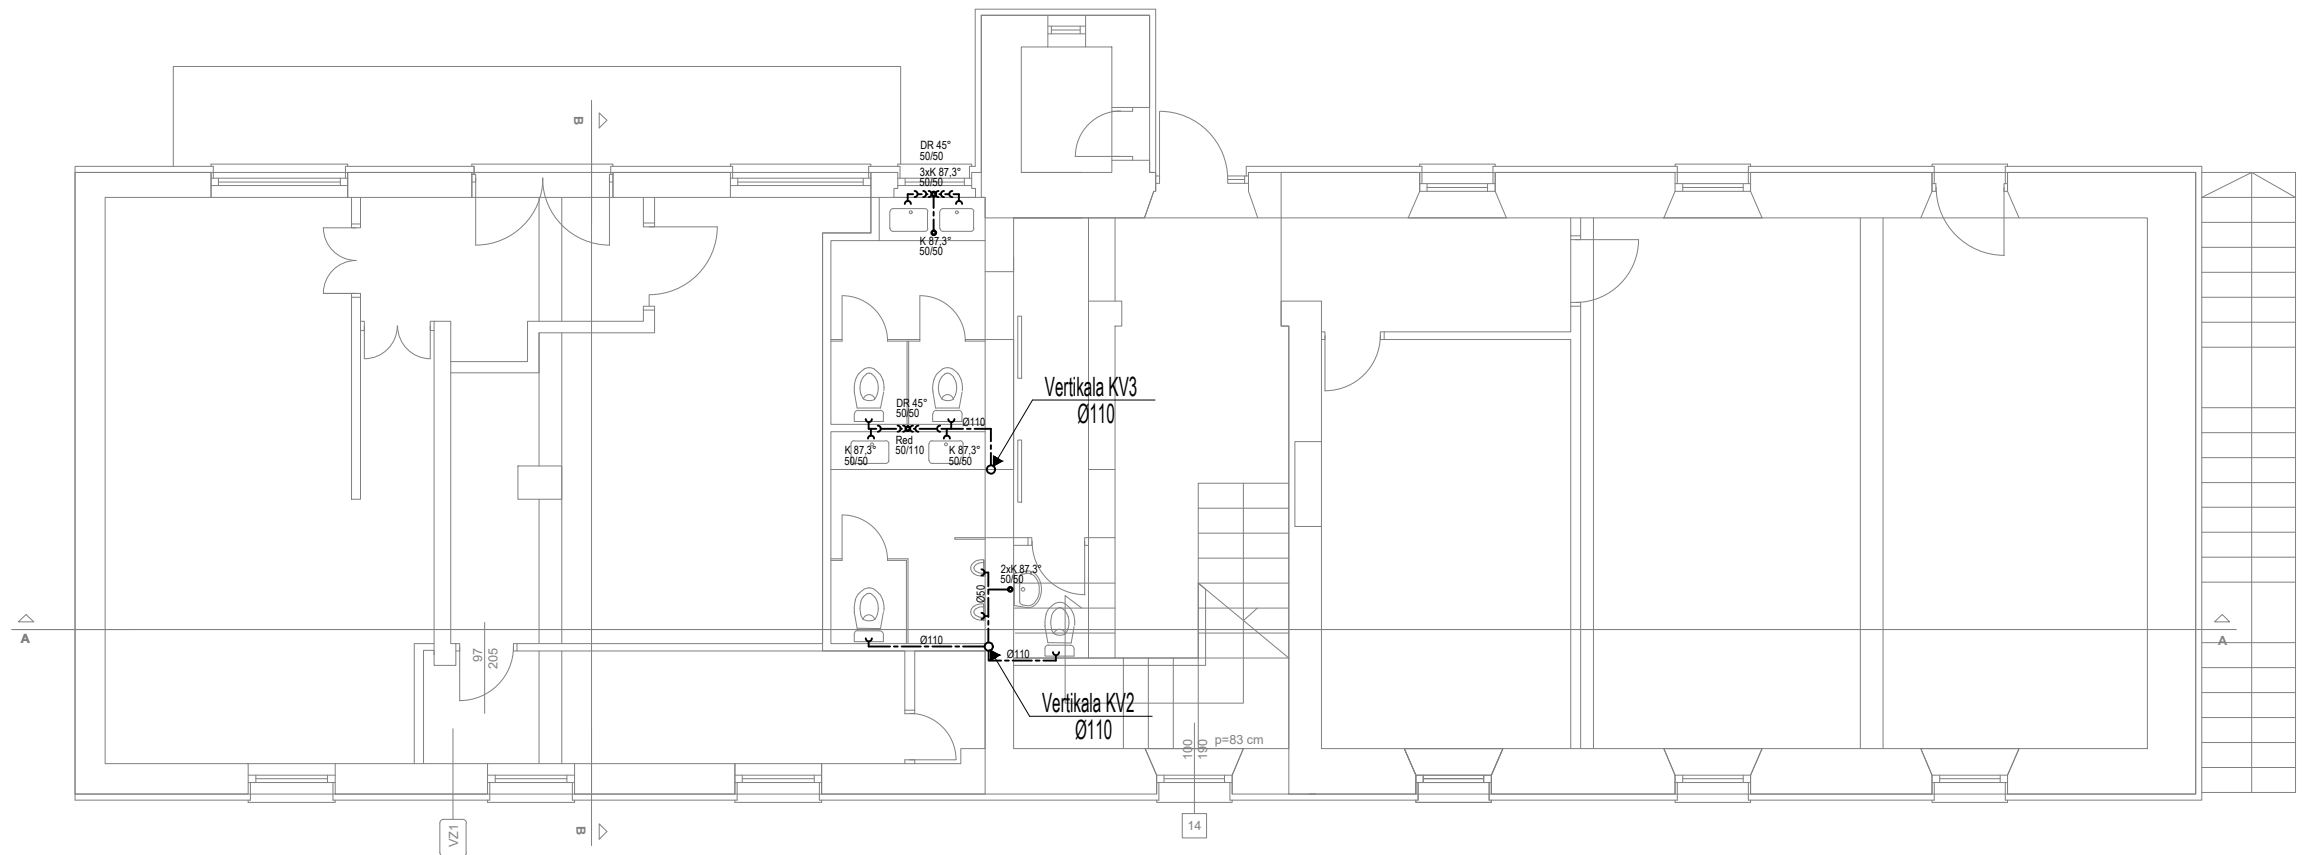 B
DR 45°
50/50
3xK 87,3°
50/50
K 87,3°
50/50
Vertikala KV3
Ø110
DR 45°
50/50
Ø110
Red
50/110
K 87,3°
50/50
K 87,3°
50/50
2xK 87,3°
50/50
Ø50
A
A
Ø110
Ø110
97
205
Vertikala KV2
Ø110
100
190
p=83 cm
14
VZ1
B